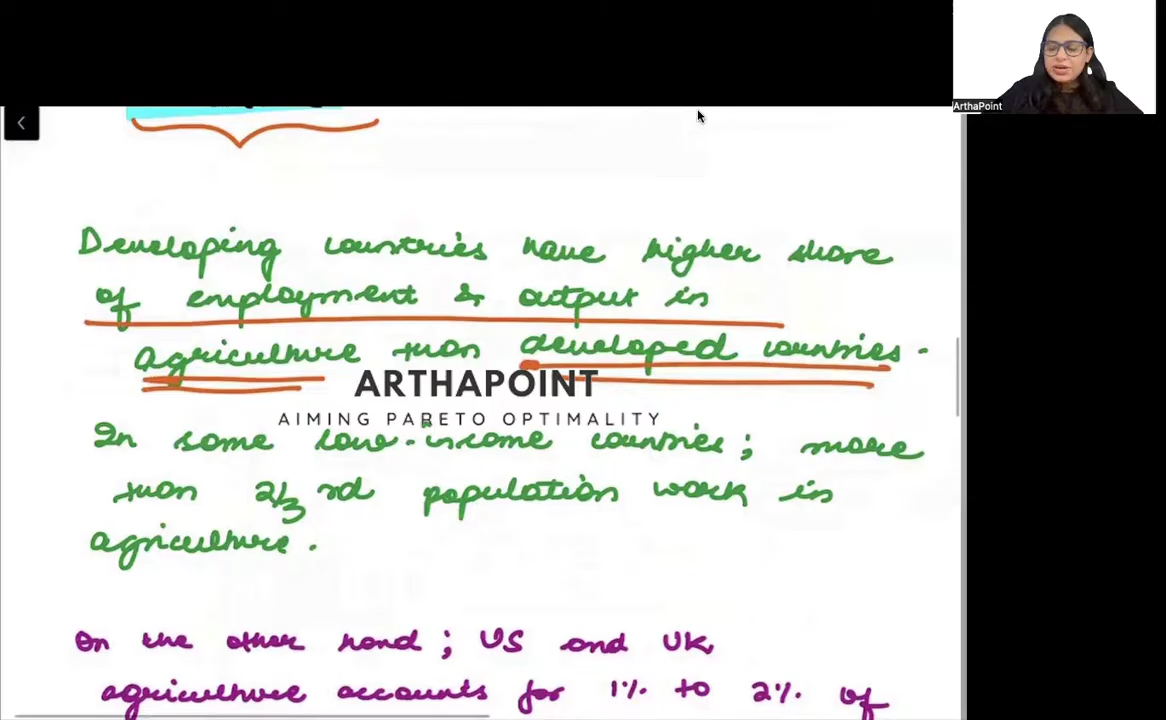 ArthaPoint
Developing countries have higher share
of employment & output in
agriculture than developed countries.
ARTHAPOINT
AIMING PARETO OPTIMALITY
In some low-income countries; more
than 2/3 rd population work in
agriculture.
On the other hand; US and UK,
agriculture accounts for 1% to 2% of